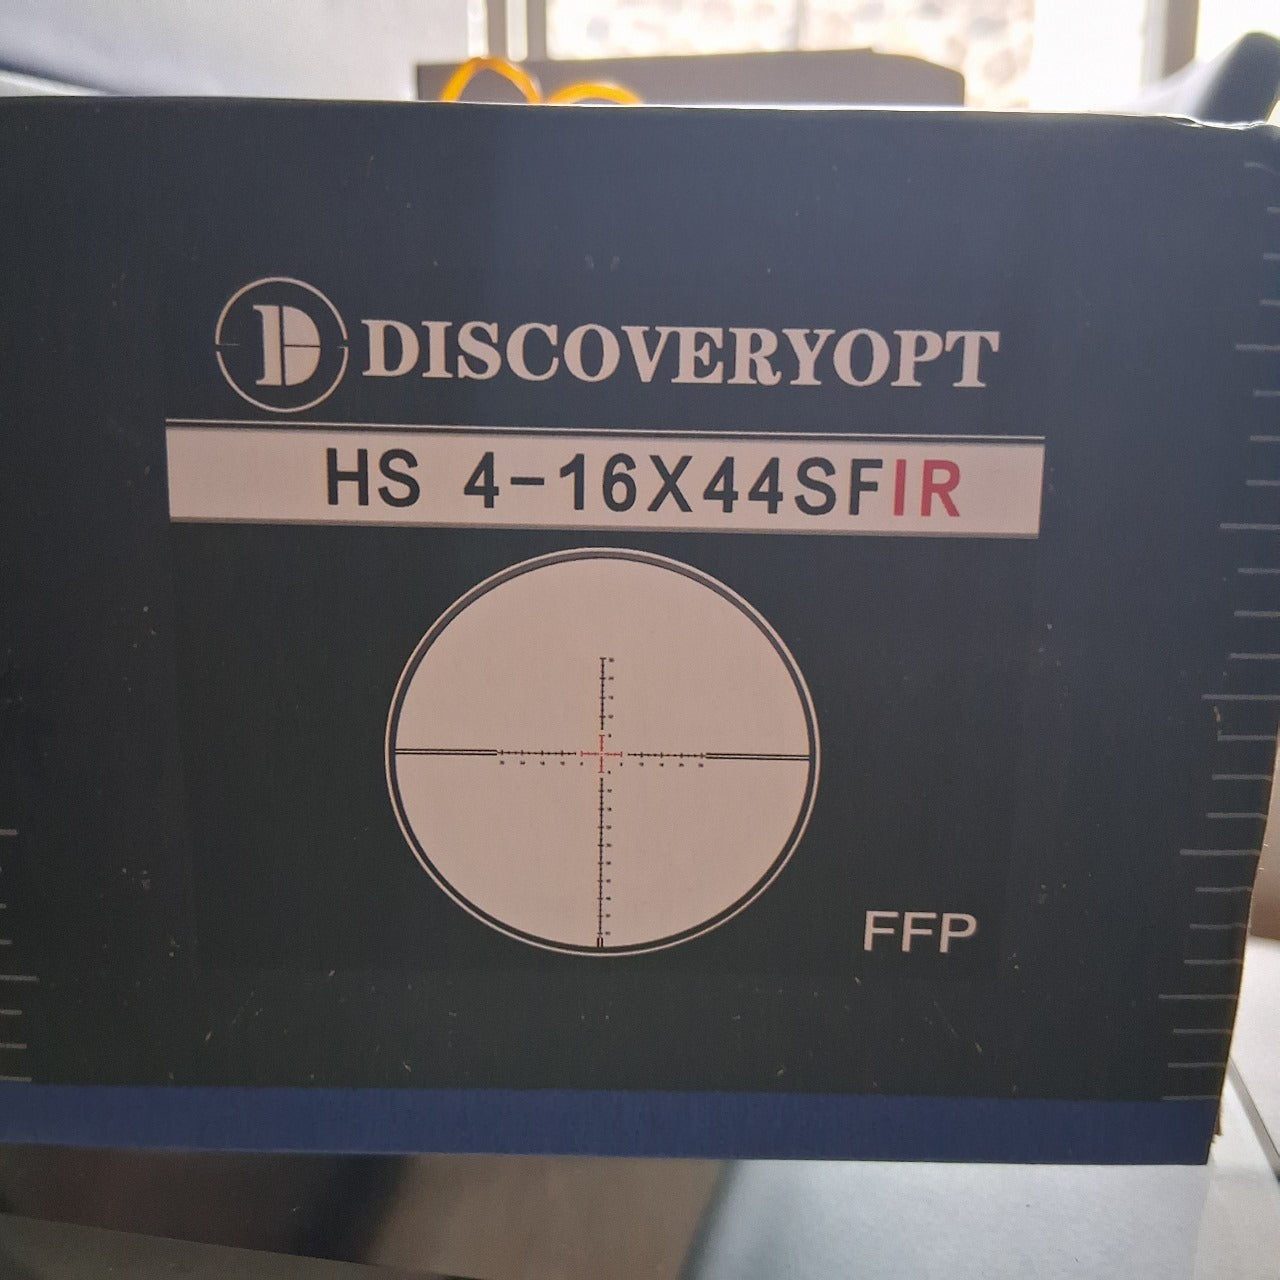 D DISCOVERYOPT
HS 4-16X44SFIR
FFP